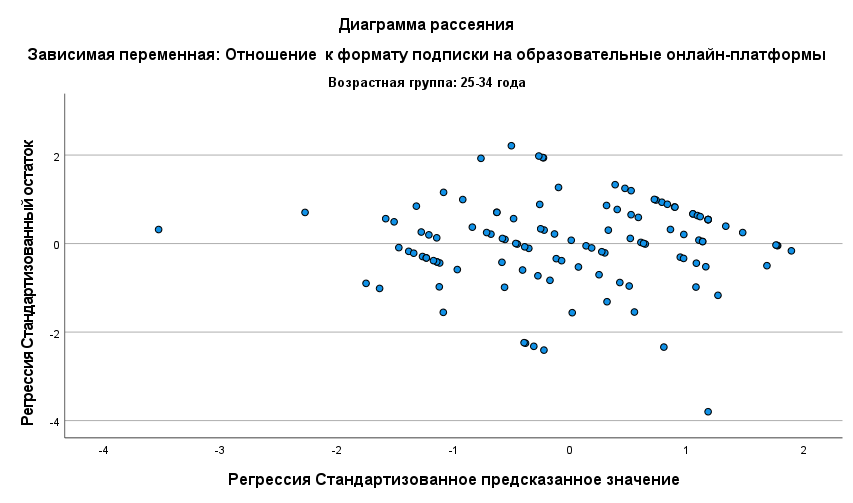 Диаграмма рассеяния
Зависимая переменная: Отношение к формату подписки на образовательные онлайн-платформы
Возрастная группа: 25-34 года
Регрессия Стандартизованный остаток
2
0
-2
-4
-4
-3
-2
-1
0
1
2
Регрессия Стандартизованное предсказанное значение